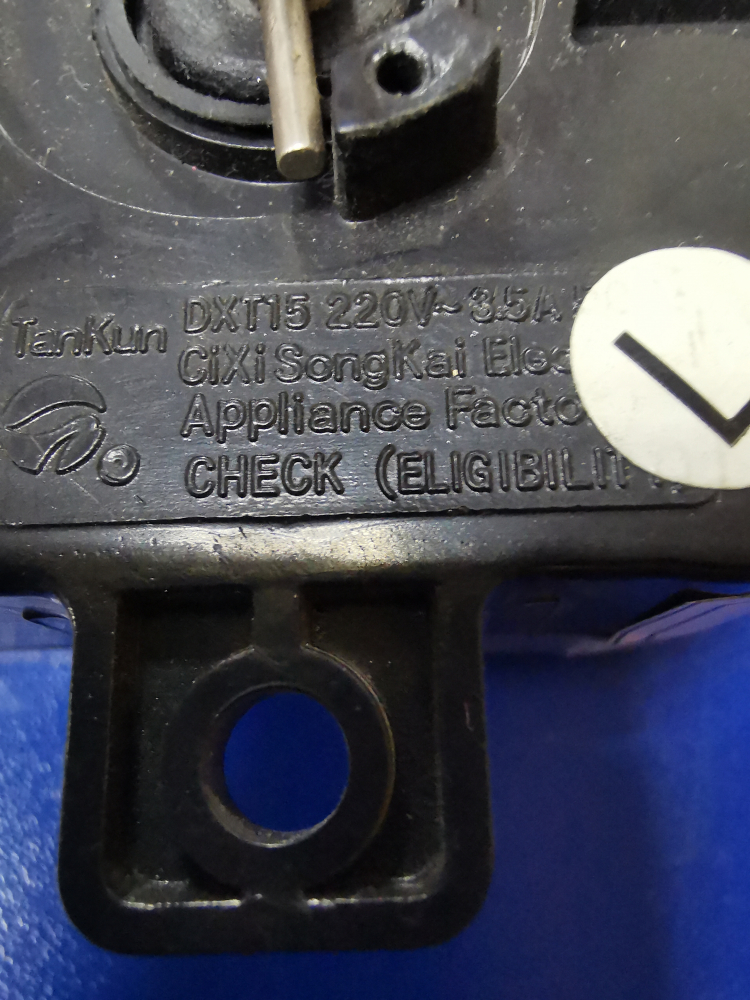 TanKun
DXT15 220V~ 3.5A
CiXi SongKai
Appliance
CHECK (ELIGIBILIT
L